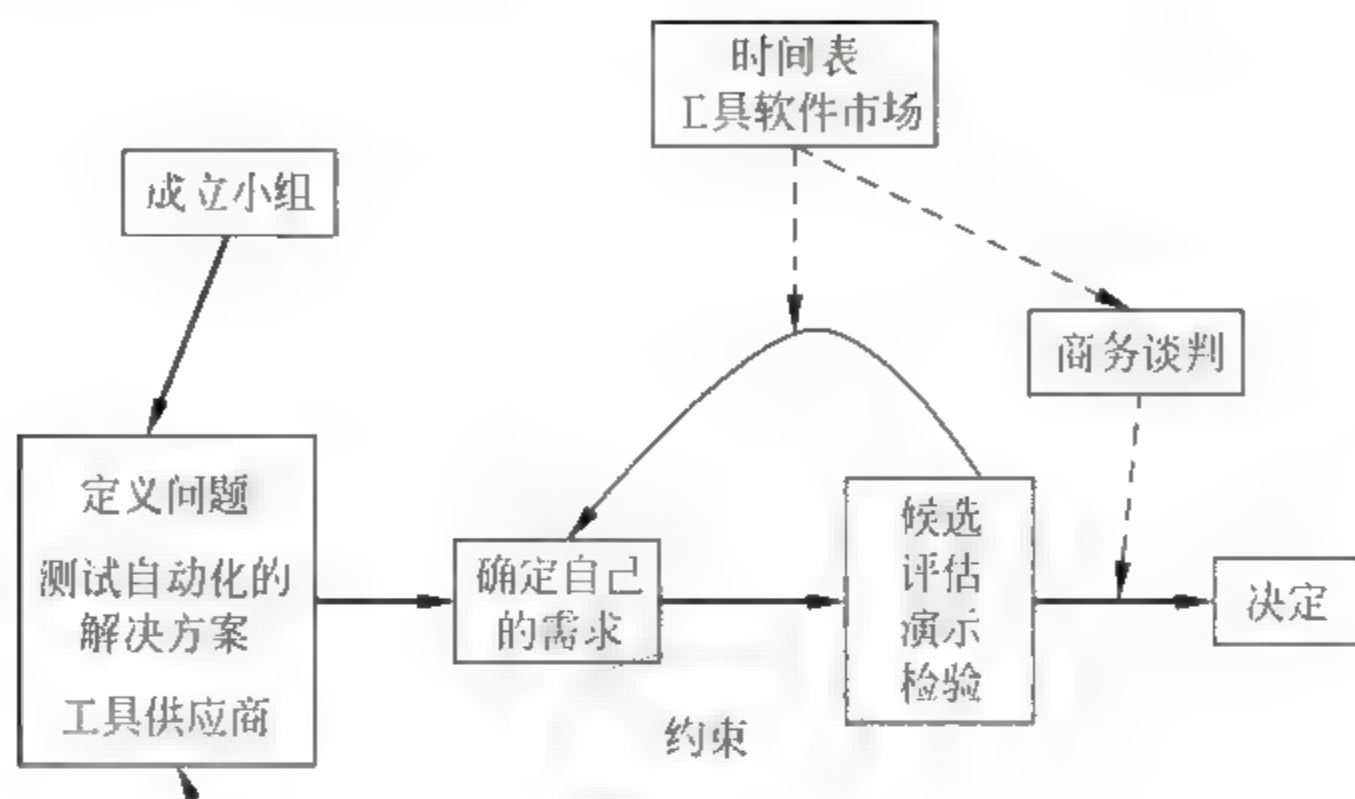 时间表
工具软件市场
成立小组
商务谈判
定义问题
测试自动化的
解决方案
工具供应商
确定自己
的需求
候选
评估
演示
检验
决定
约束